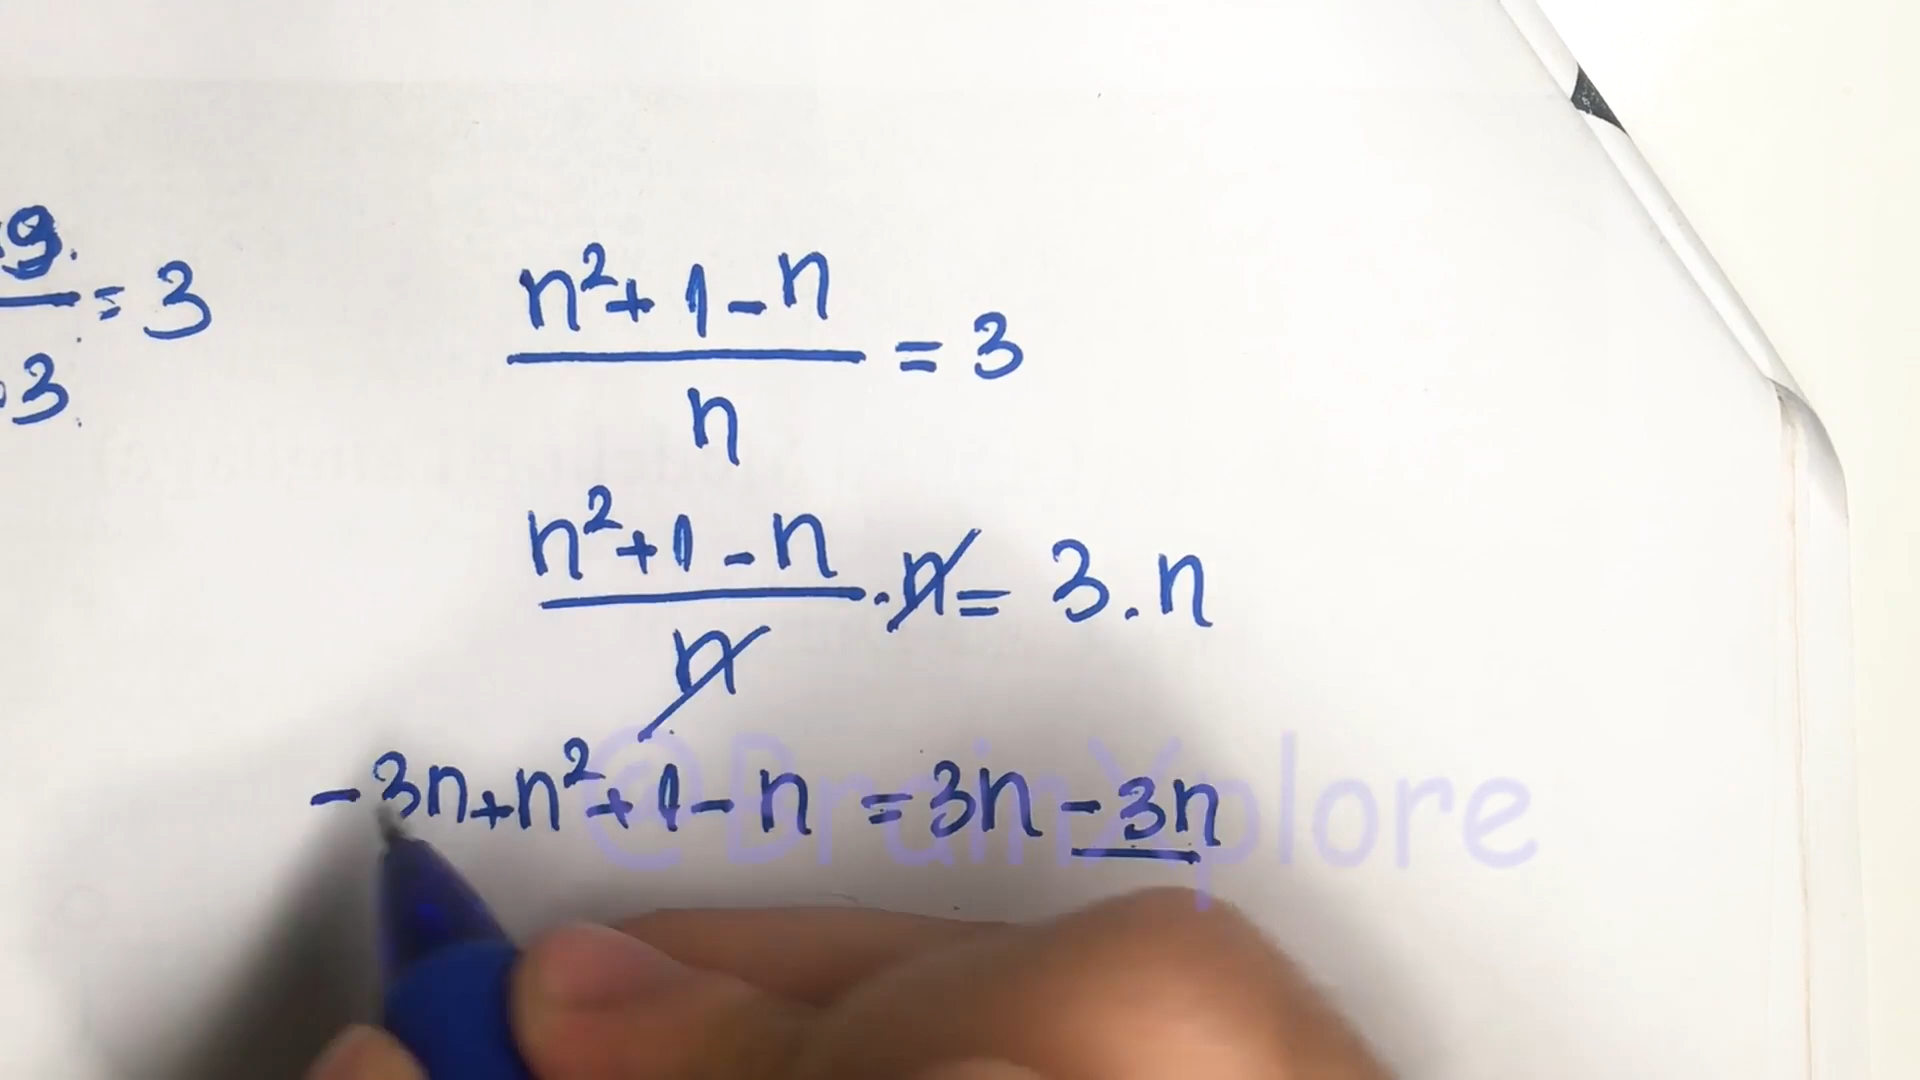 9
= 3
3
n²+1-n
= 3
n
n²+1-n
.n = 3.n
n
-3n+n²+1-n = 3n-3n
@BrainXplore